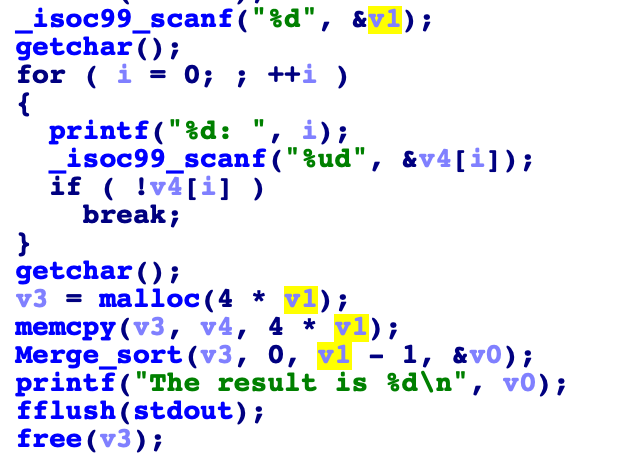 _isoc99_scanf("%d", &v1);
getchar();
for ( i = 0; ; ++i )
{
printf("%d: ", i);
_isoc99_scanf("%ud", &v4[i]);
if ( !v4[i] )
break;
}
getchar();
v3 = malloc(4 * v1);
memcpy(v3, v4, 4 * v1);
Merge_sort(v3, 0, v1 - 1, &v0);
printf("The result is %d\n", v0);
fflush(stdout);
free(v3);